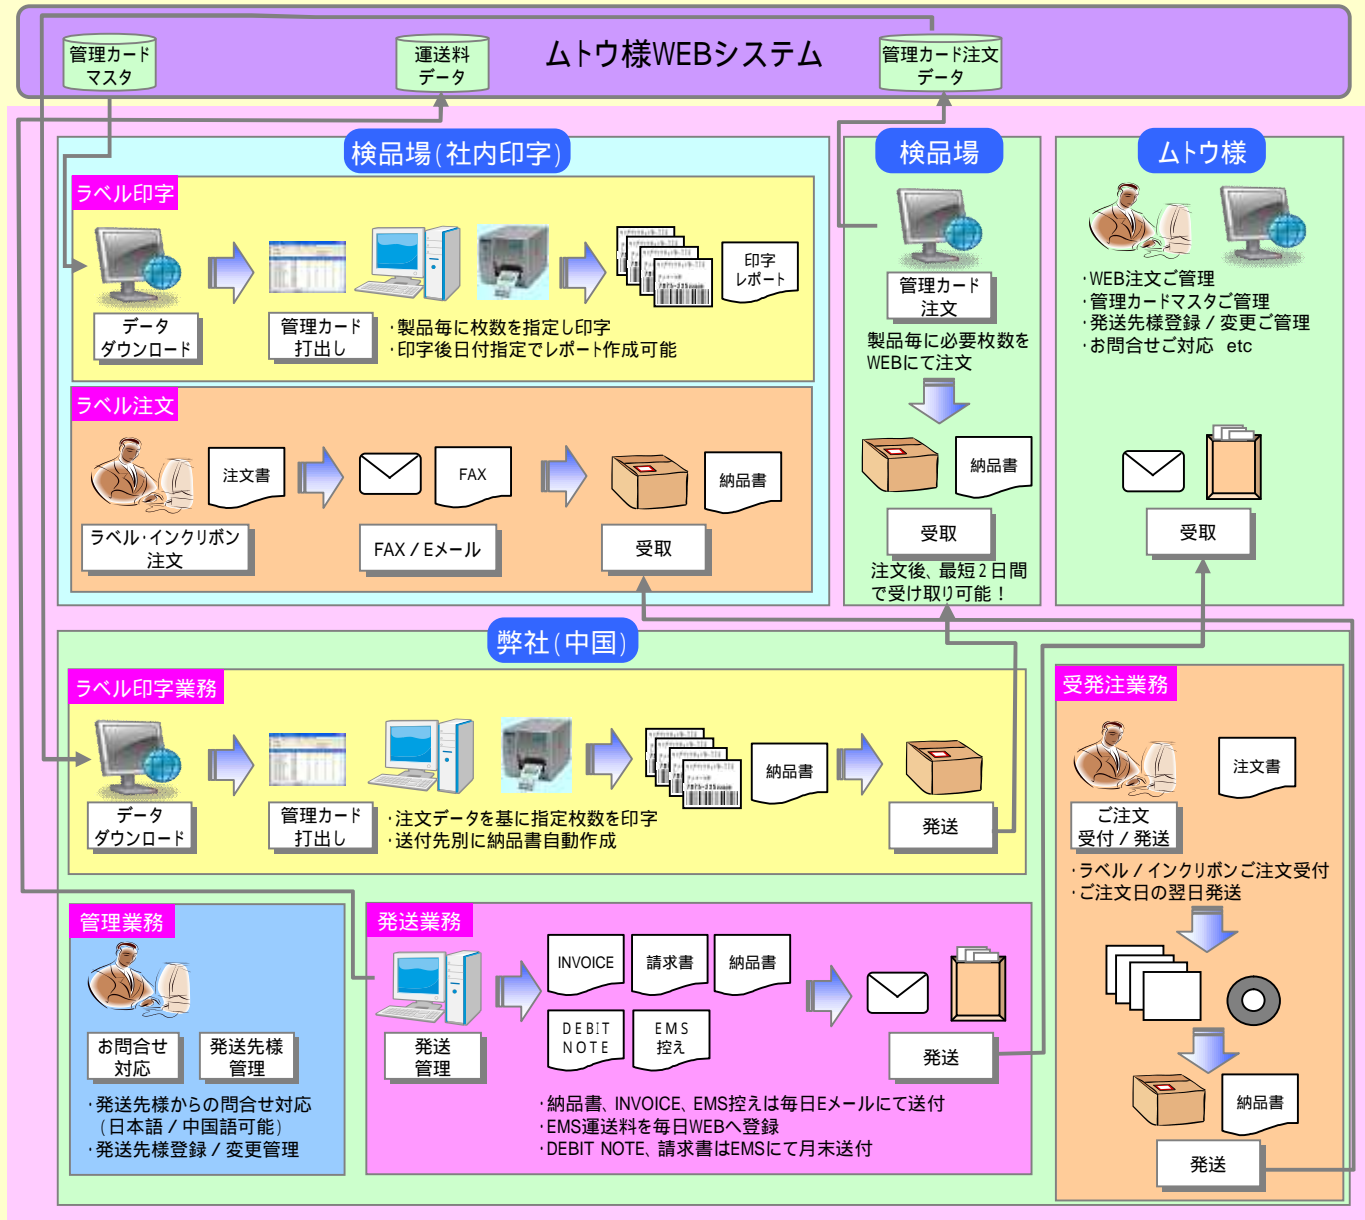 ムトウ様WEBシステム
管理カード
マスタ
運送料
データ
管理カード注文
データ
検品場(社内印字)
ラベル印字
データ
ダウンロード
管理カード
打出し
印字
レポート
・製品毎に枚数を指定し印字
・印字後日付指定でレポート作成可能
ラベル注文
注文書
FAX
納品書
ラベル・インクリボン
注文
FAX / Eメール
受取
検品場
管理カード
注文
製品毎に必要枚数を
WEBにて注文
納品書
受取
注文後、最短2日間
で受け取り可能！
ムトウ様
・WEB注文ご管理
・管理カードマスタご管理
・発送先様登録 / 変更ご管理
・お問合せご対応 etc
受取
弊社(中国)
ラベル印字業務
データ
ダウンロード
管理カード
打出し
納品書
発送
・注文データを基に指定枚数を印字
・送付先別に納品書自動作成
管理業務
お問合せ
対応
発送先様
管理
・発送先様からの問合せ対応
(日本語 / 中国語可能)
・発送先様登録 / 変更管理
発送業務
発送
管理
INVOICE
請求書
納品書
DEBIT
NOTE
EMS
控え
発送
・納品書、INVOICE、EMS控えは毎日Eメールにて送付
・EMS運送料を毎日WEBへ登録
・DEBIT NOTE、請求書はEMSにて月末送付
受発注業務
注文書
ご注文
受付 / 発送
・ラベル / インクリボンご注文受付
・ご注文日の翌日発送
納品書
発送